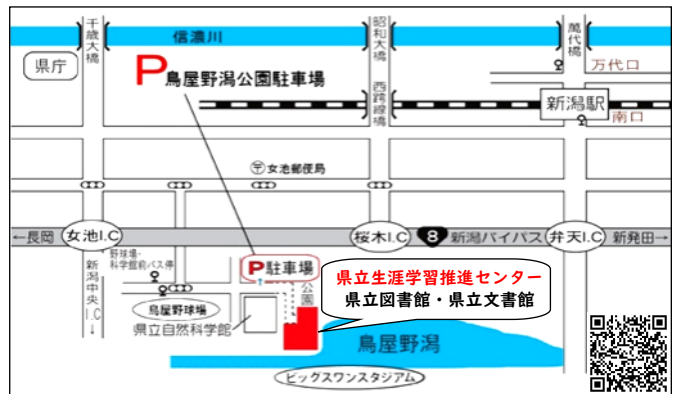 千歳大橋
信濃川
昭和大橋
萬代橋
県庁
P鳥屋野潟公園駐車場
万代口
西跨線橋
新潟駅
南口
〒女池郵便局
←長岡
女池I.C
桜木I.C
8
新潟バイパス
弁天I.C
新発田→
野球場・
科学館前バス停
新潟中央I.C↓
P駐車場
公園
県立生涯学習推進センター
県立図書館・県立文書館
鳥屋野球場
県立自然科学館
鳥屋野潟
ビッグスワンスタジアム